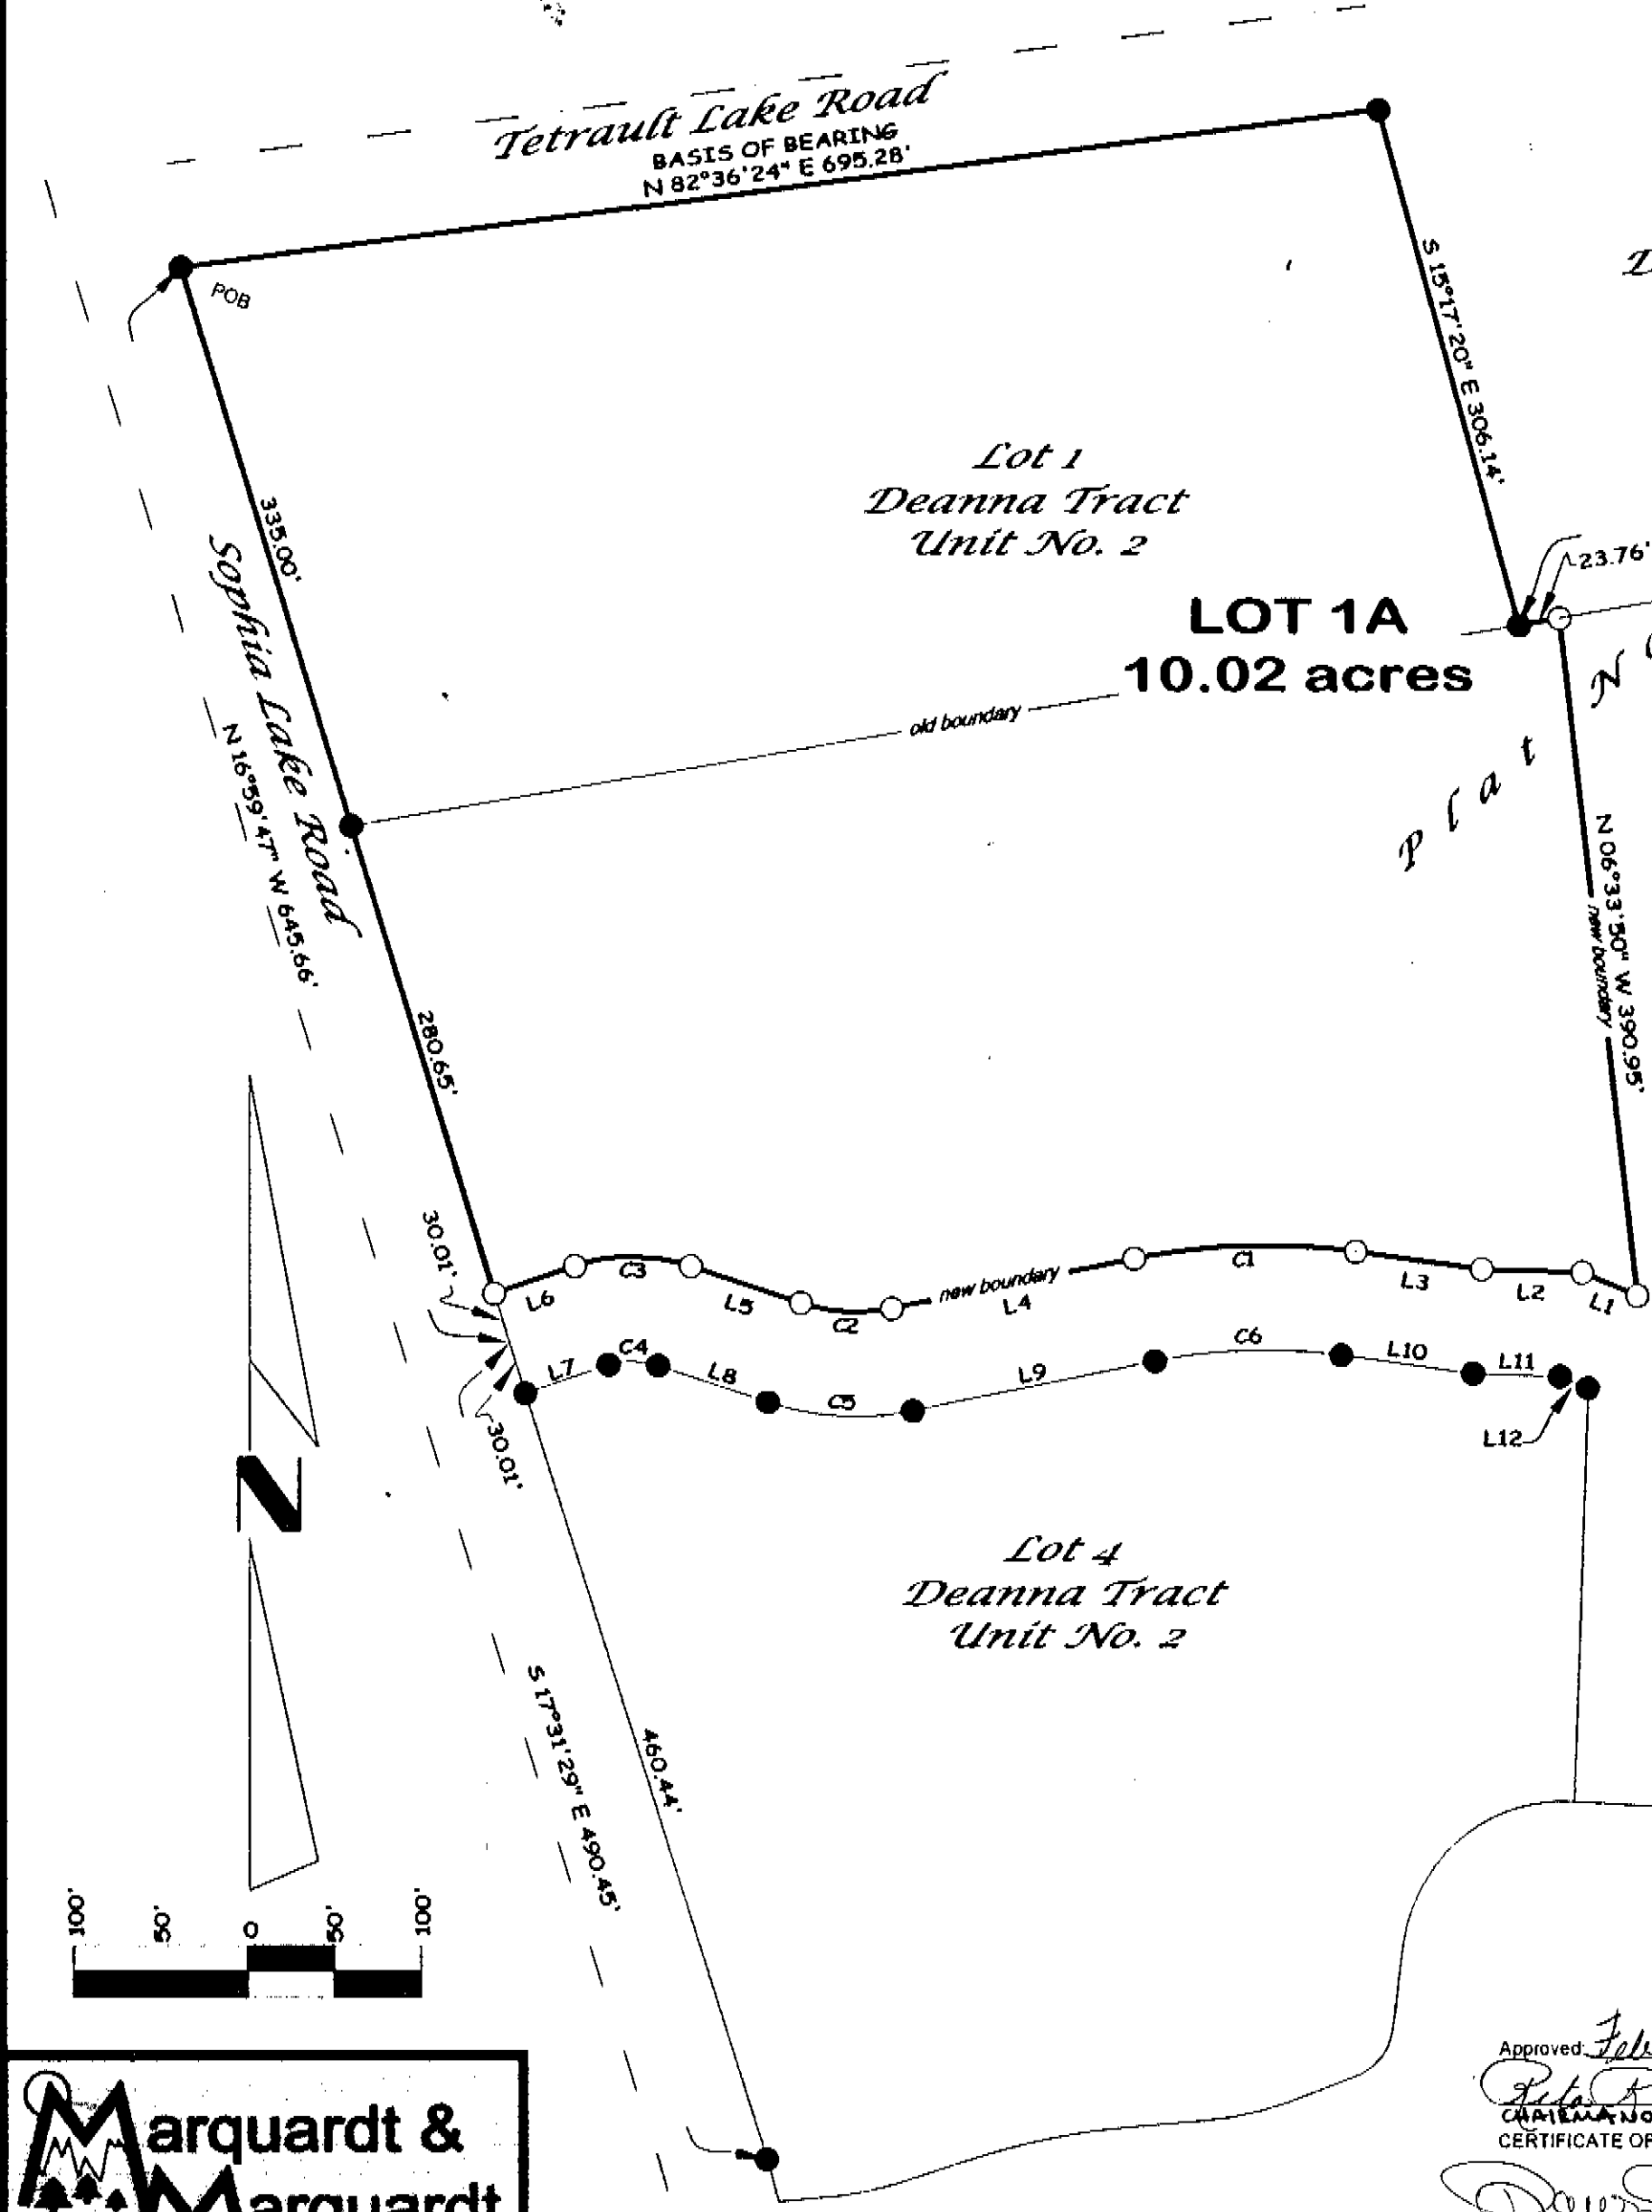 Tetrault Lake Road
BASIS OF BEARING
N 82°36'24" E 695.28'
POB
S 15°17'20" E 306.14'
335.00'
Lot 1
Deanna Tract
Unit No. 2
23.76'
LOT 1A
10.02 acres
Sophia Lake Road
N 16°59'47" W 645.66'
old boundary
Plat
N 06°33'50" W 390.95'
new boundary
280.65'
30.01'
L6
C3
L5
C2
new boundary
L4
C1
L3
L2
L1
L7
C4
L8
C5
L9
C6
L10
L11
L12
30.01'
N
Lot 4
Deanna Tract
Unit No. 2
S 17°31'29" E 490.45'
460.44'
100'
50'
0
50'
100'
Approved:
CHAIRMAN
CERTIFICATE OF
Marquardt &
Marquardt